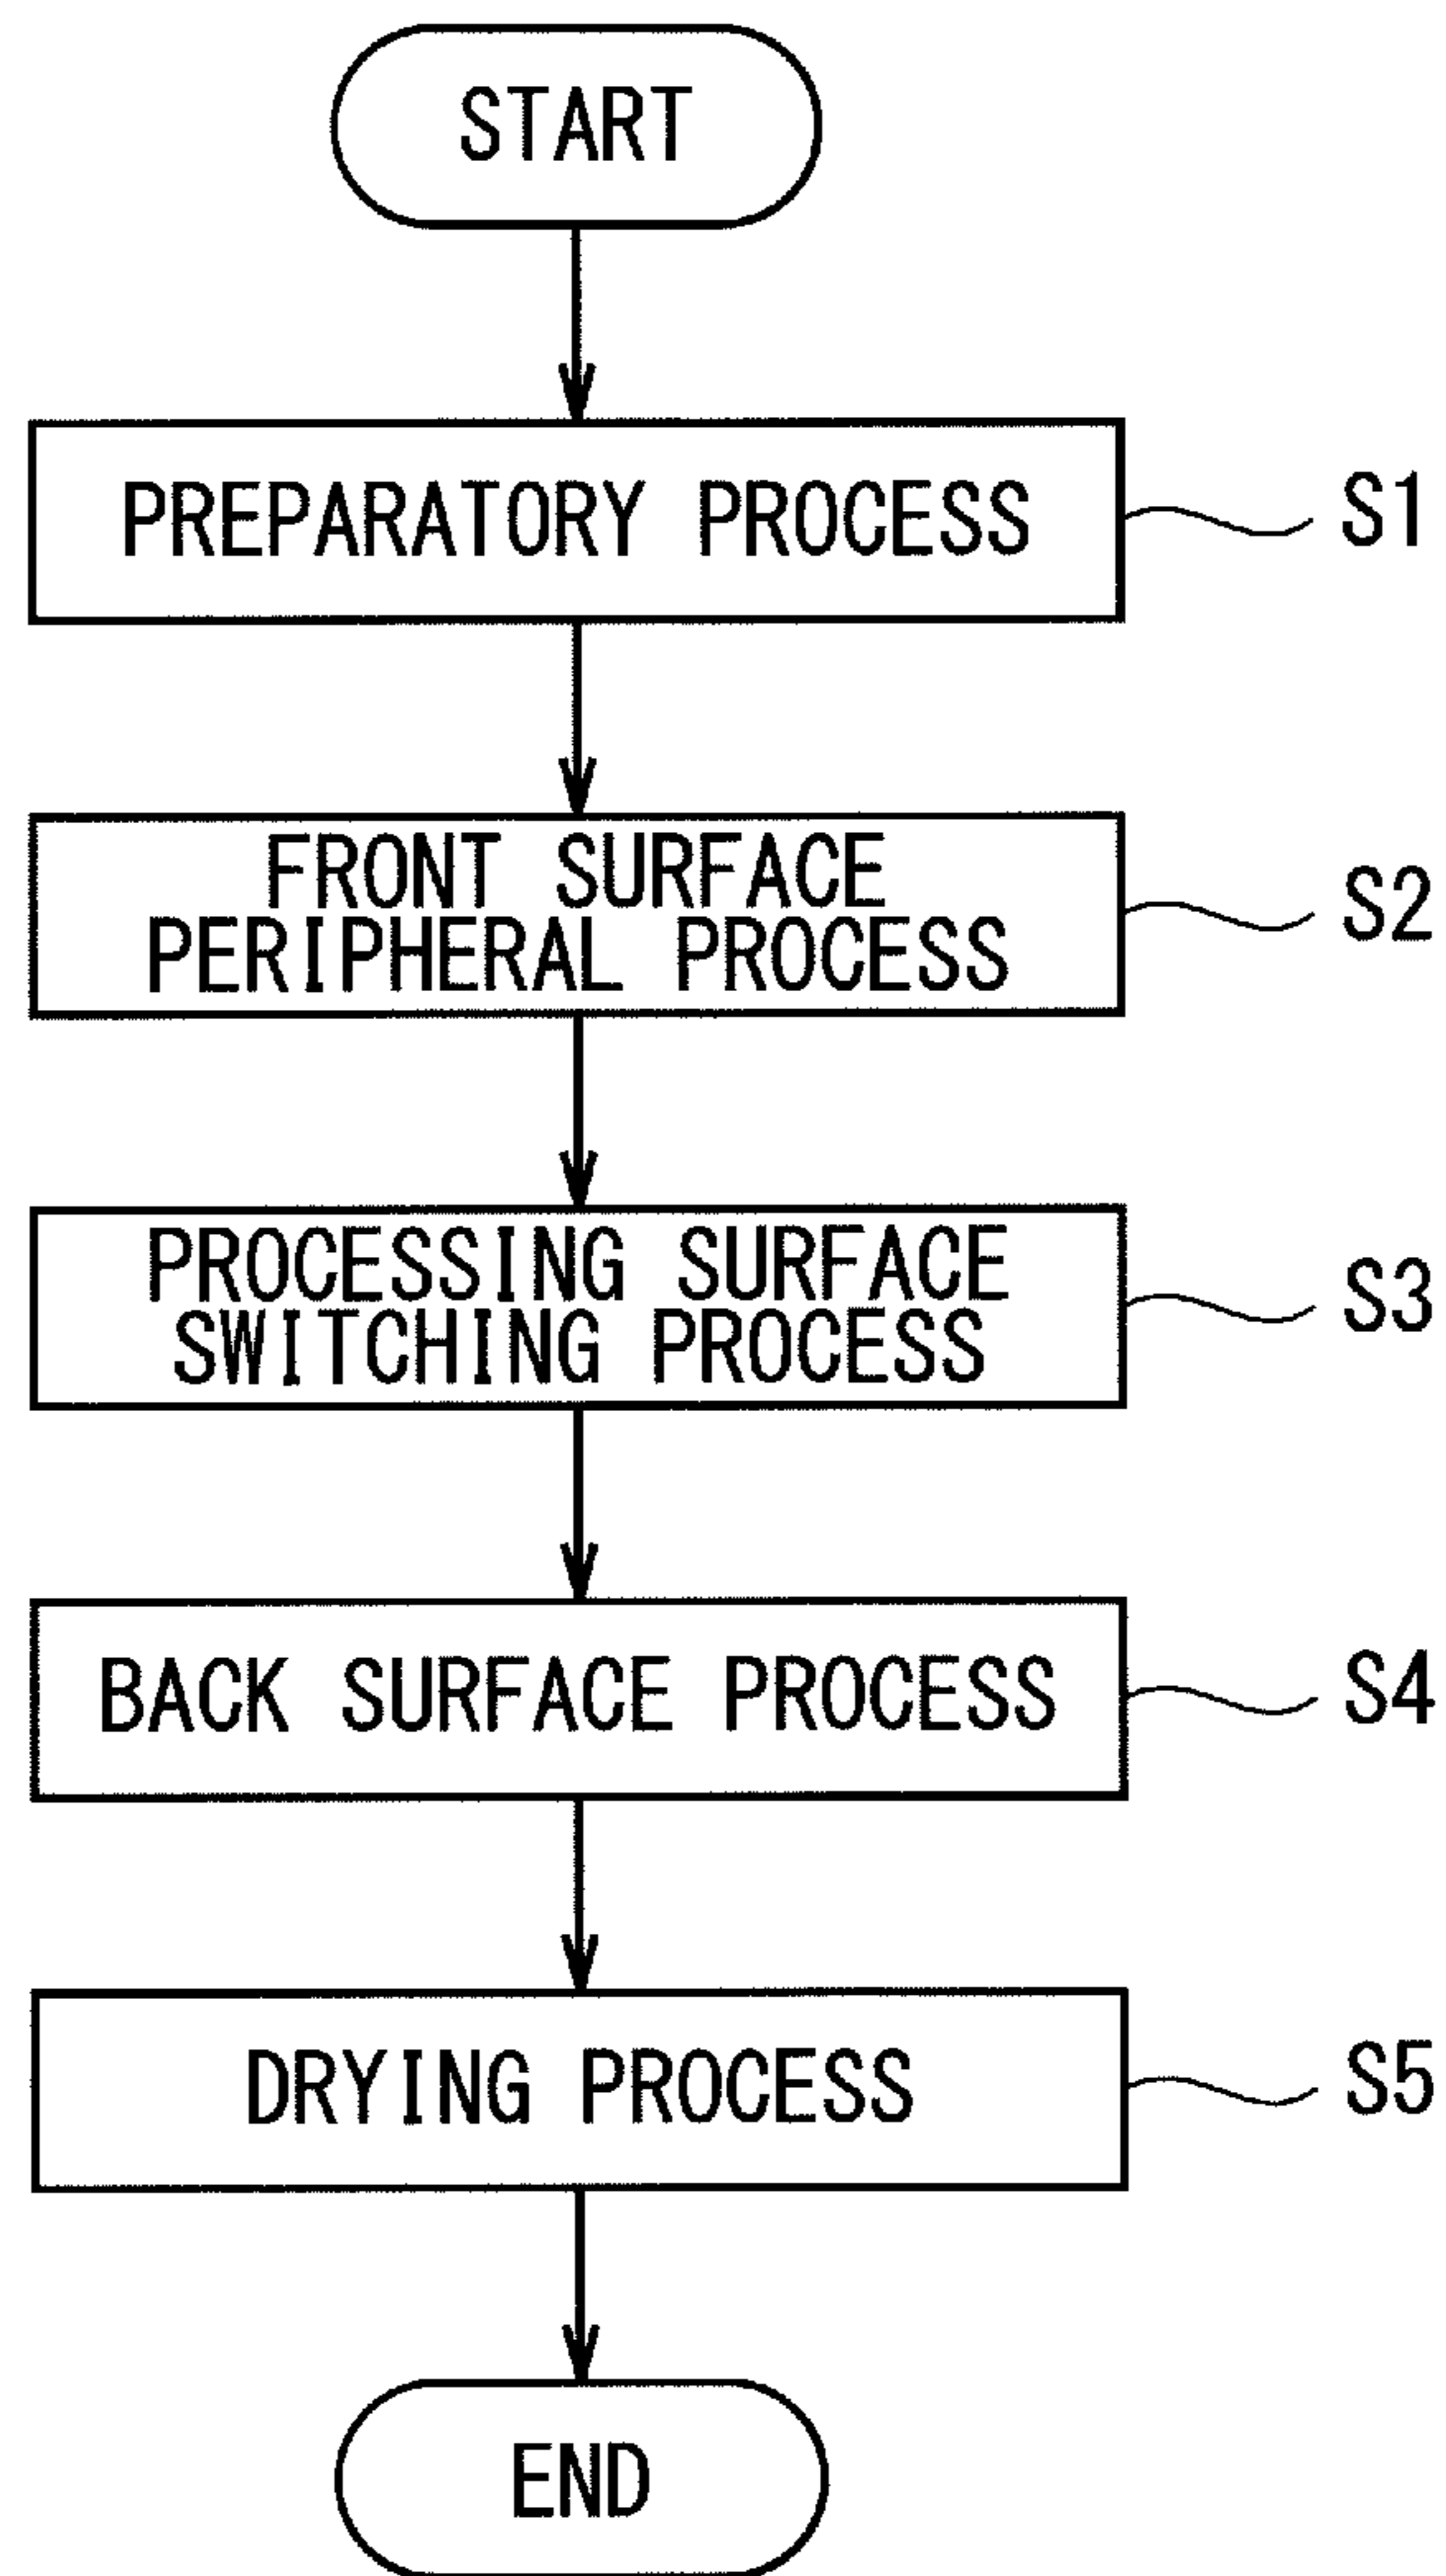 START
PREPARATORY PROCESS
S1
FRONT SURFACE
PERIPHERAL PROCESS
S2
PROCESSING SURFACE
SWITCHING PROCESS
S3
BACK SURFACE PROCESS
S4
DRYING PROCESS
S5
END